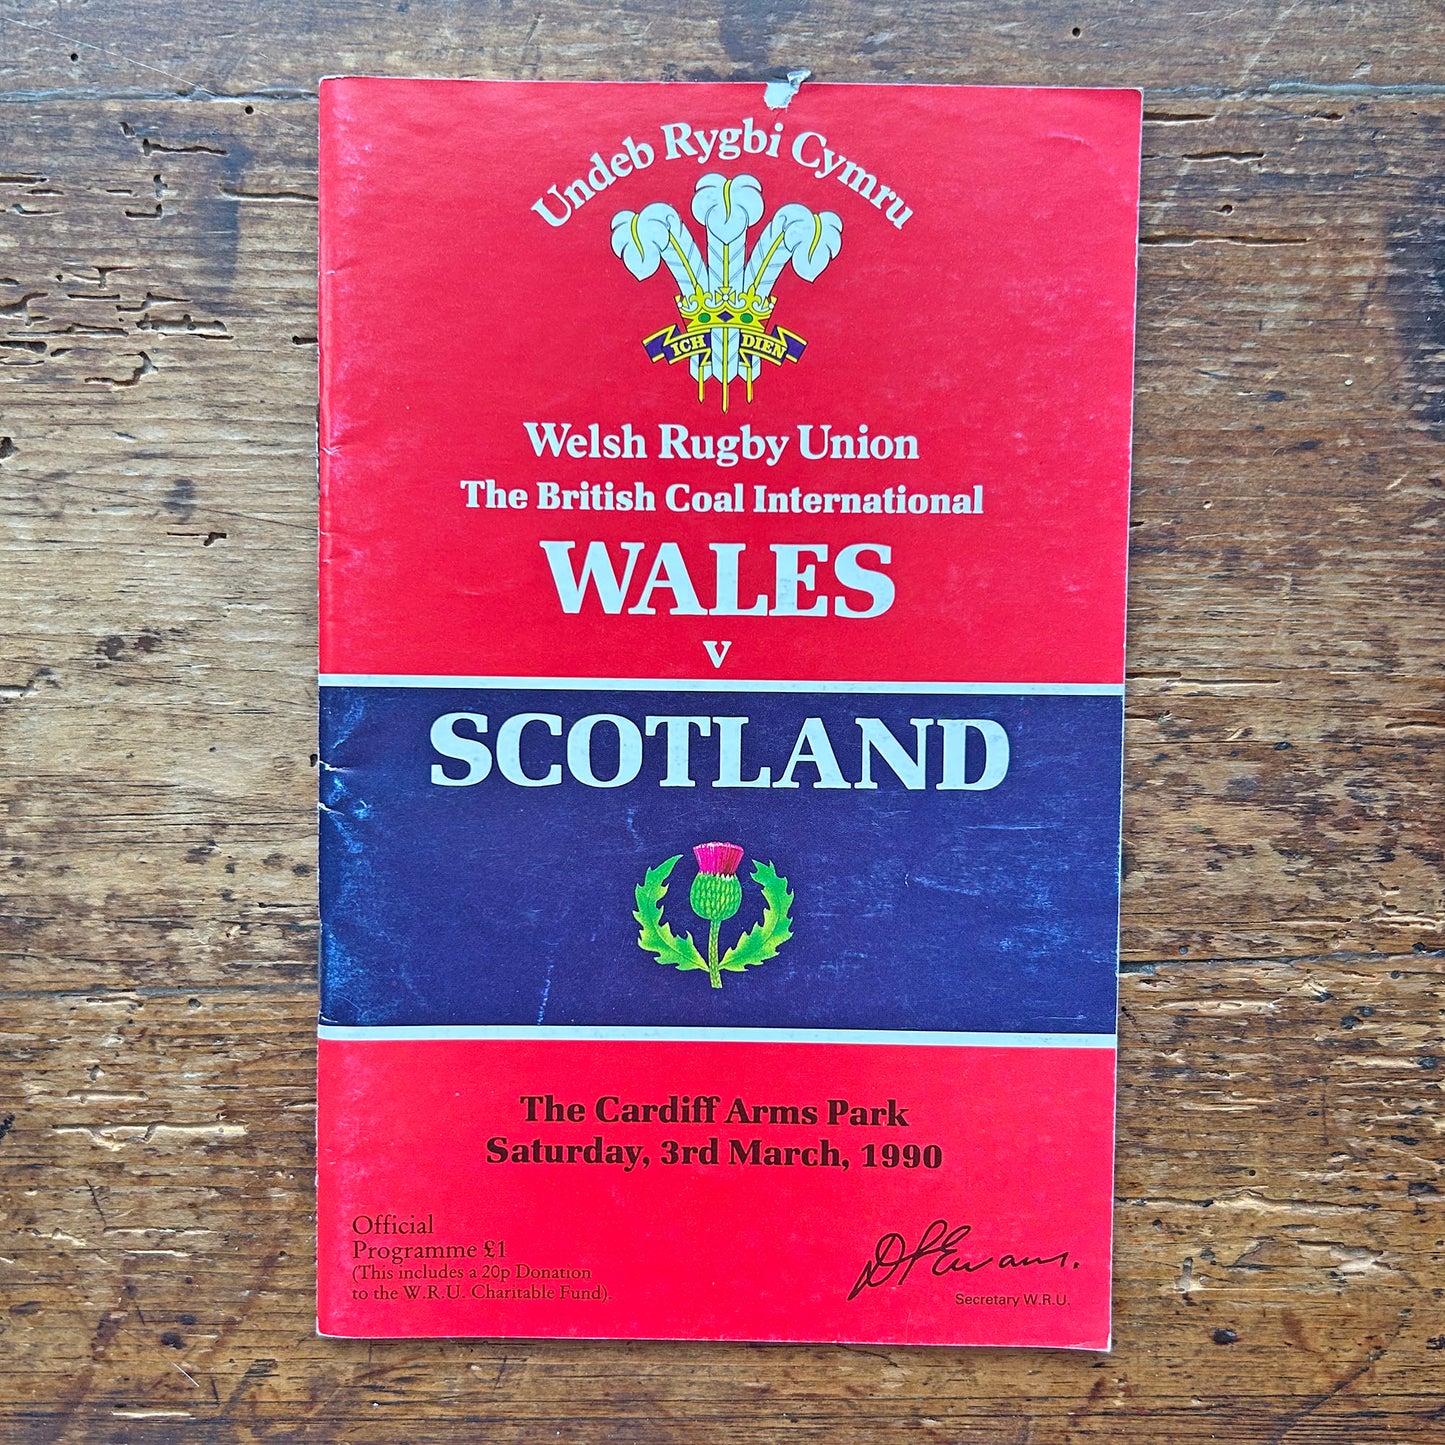 Undeb Rygbi Cymru
ICH DIEN
Welsh Rugby Union
The British Coal International
WALES
v
SCOTLAND
The Cardiff Arms Park
Saturday, 3rd March, 1990
Official
Programme £1
(This includes a 20p Donation
to the W.R.U. Charitable Fund).
D P Evans.
Secretary W.R.U.